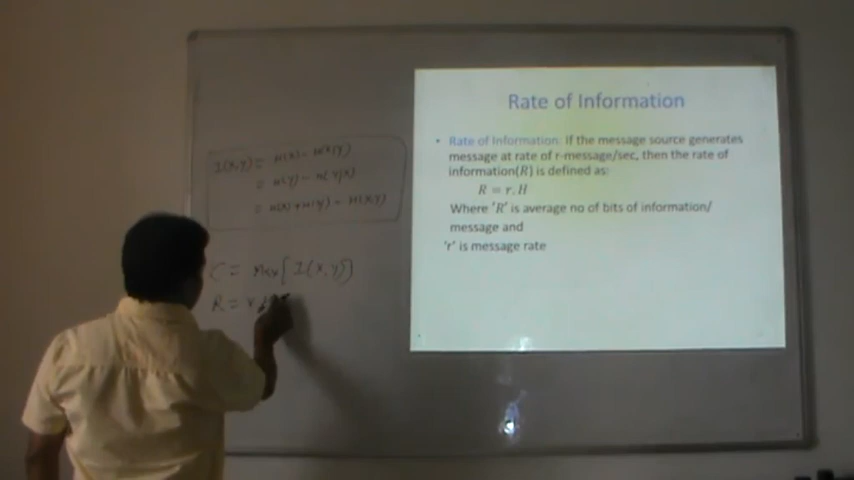 I(X,Y) = H(X) - H(X|Y)
= H(Y) - H(Y|X)
= H(X) + H(Y) - H(X,Y)
C = Max [I(X,Y)]
R = r.
Rate of Information
• Rate of Information: If the message source generates
message at rate of r-message/sec, then the rate of
information(R) is defined as:
R = r.H
Where 'R' is average no of bits of information/
message and
'r' is message rate